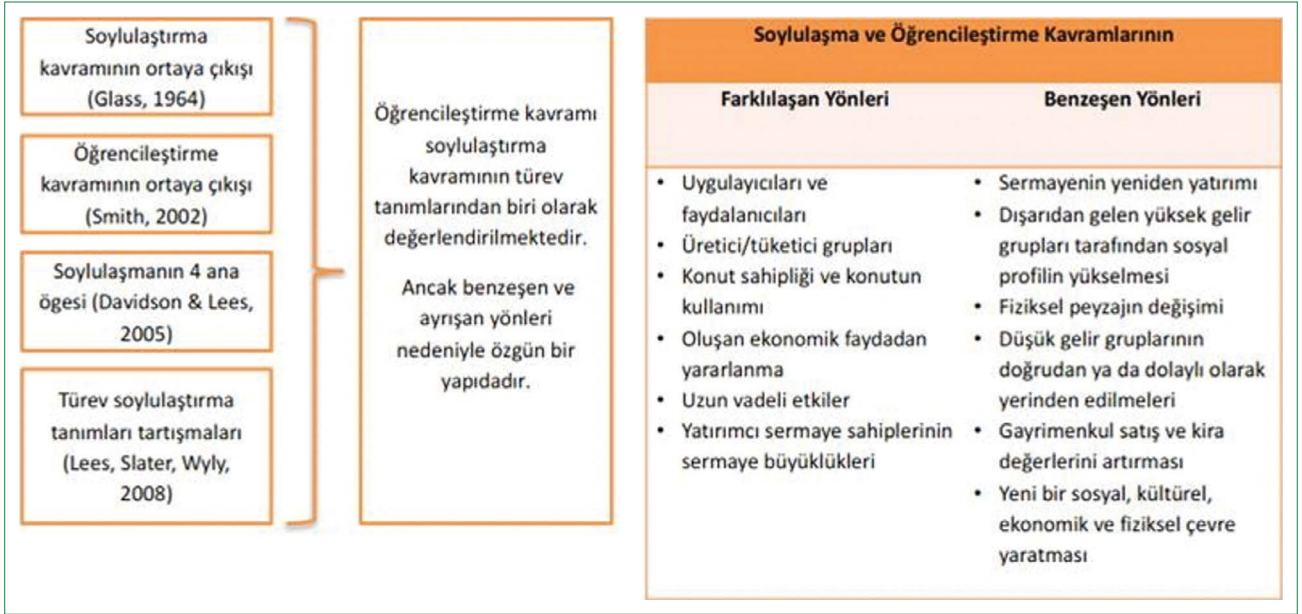 Soylulaştırma
kavramının ortaya çıkışı
(Glass, 1964)
Öğrencileştirme
kavramının ortaya çıkışı
(Smith, 2002)
Soylulaşmanın 4 ana
ögesi (Davidson & Lees,
2005)
Türev soylulaştırma
tanımları tartışmaları
(Lees, Slater, Wyly,
2008)
Öğrencileştirme kavramı
soylulaştırma
kavramının türev
tanımlarından biri olarak
değerlendirilmektedir.
Ancak benzeşen ve
ayrışan yönleri
nedeniyle özgün bir
yapıdadır.
Soylulaşma ve Öğrencileştirme Kavramlarının
Farklılaşan Yönleri
• Uygulayıcıları ve
faydalanıcıları
• Üretici/tüketici grupları
• Konut sahipliği ve konutun
kullanımı
• Oluşan ekonomik faydadan
yararlanma
• Uzun vadeli etkiler
• Yatırımcı sermaye sahiplerinin
sermaye büyüklükleri
Benzeşen Yönleri
• Sermayenin yeniden yatırımı
• Dışarıdan gelen yüksek gelir
grupları tarafından sosyal
profilin yükselmesi
• Fiziksel peyzajın değişimi
• Düşük gelir gruplarının
doğrudan ya da dolaylı olarak
yerinden edilmeleri
• Gayrimenkul satış ve kira
değerlerini artırması
• Yeni bir sosyal, kültürel,
ekonomik ve fiziksel çevre
yaratması